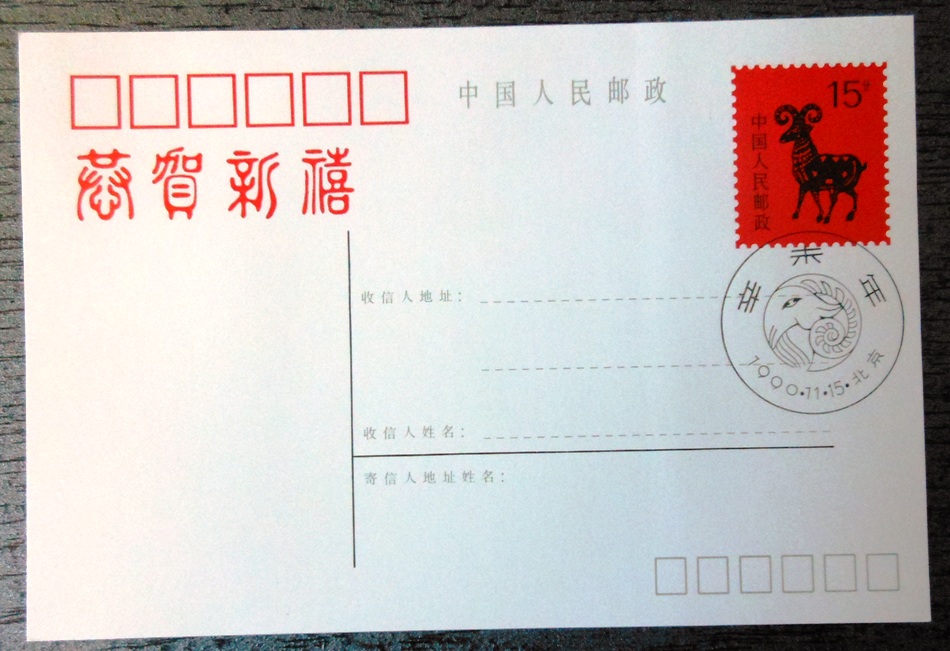 中国人民邮政
15分
中国人民邮政
恭賀新禧
辛未年
收信人地址：
1990·11·15·北京
收信人姓名：
寄信人地址姓名：